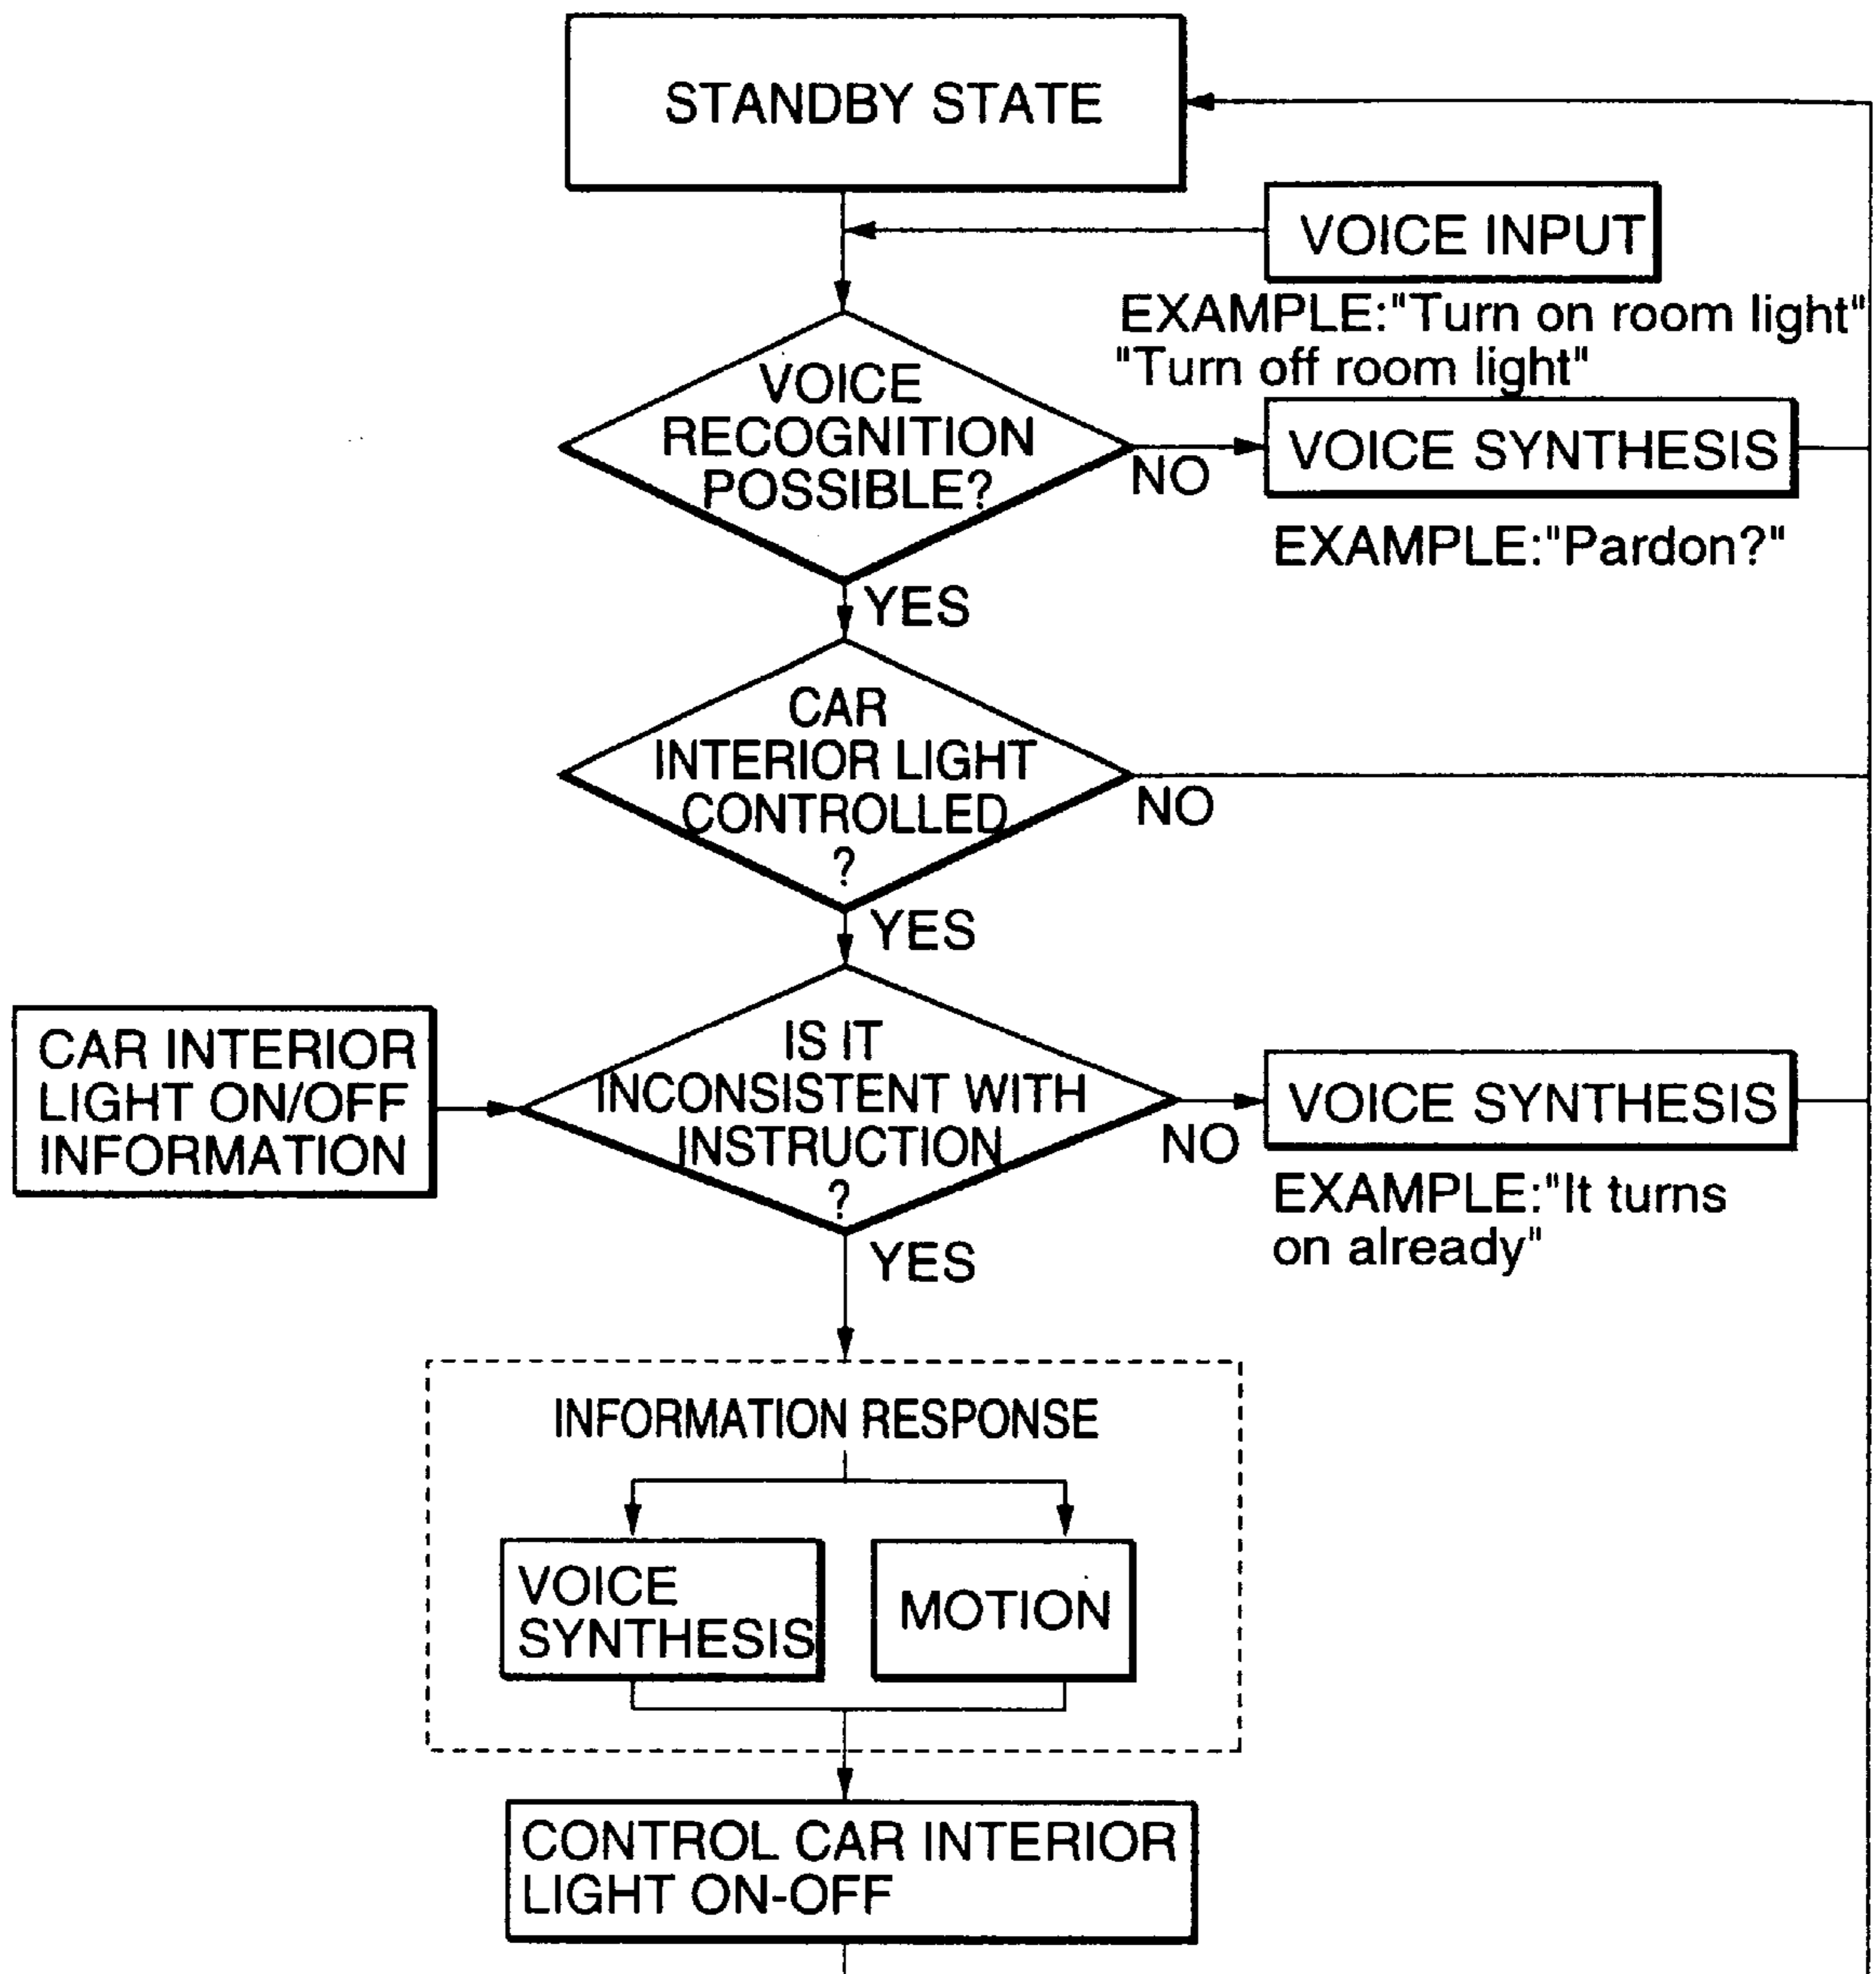 STANDBY STATE
VOICE INPUT
EXAMPLE:"Turn on room light"
"Turn off room light"
VOICE
RECOGNITION
POSSIBLE?
NO
VOICE SYNTHESIS
EXAMPLE:"Pardon?"
YES
CAR
INTERIOR LIGHT
CONTROLLED
?
NO
YES
CAR INTERIOR
LIGHT ON/OFF
INFORMATION
IS IT
INCONSISTENT WITH
INSTRUCTION
?
NO
VOICE SYNTHESIS
EXAMPLE:"It turns
on already"
YES
INFORMATION RESPONSE
VOICE
SYNTHESIS
MOTION
CONTROL CAR INTERIOR
LIGHT ON-OFF